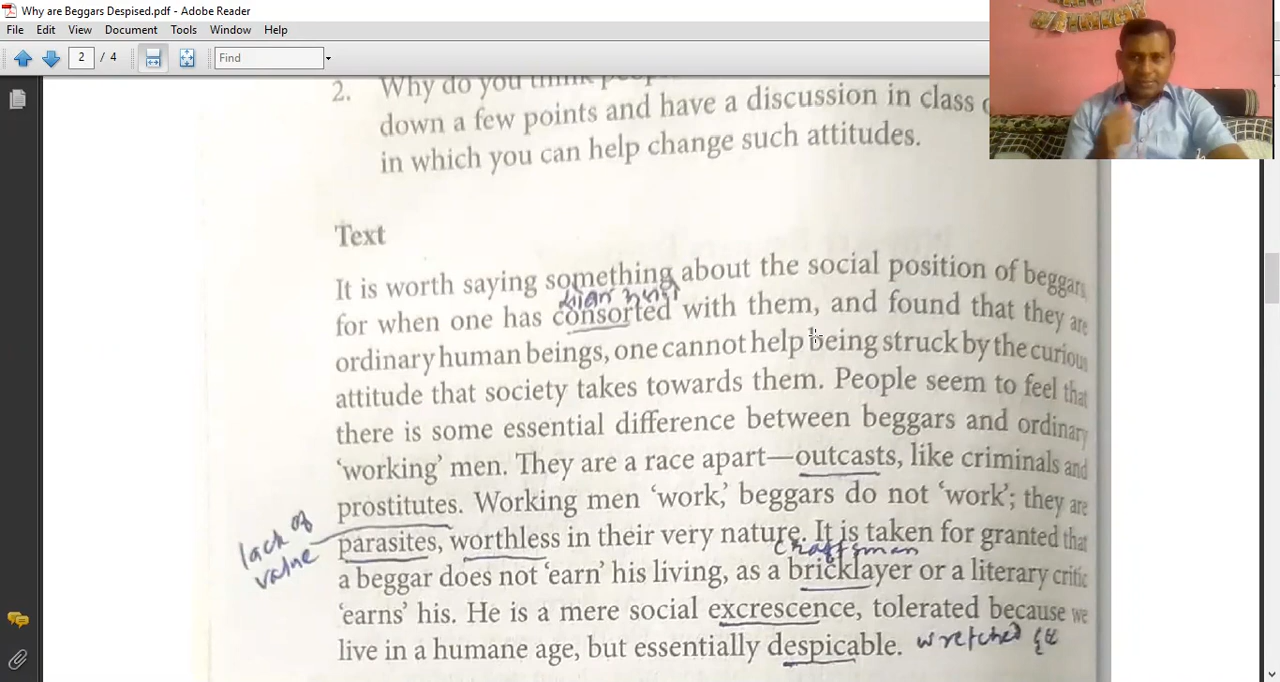 Why are Beggars Despised.pdf - Adobe Reader
File Edit View Document Tools Window Help
2 / 4 Find
2. Why do you think
down a few points and have a discussion in class
in which you can help change such attitudes.
Text
It is worth saying something about the social position of beggars,
for when one has consorted with them, and found that they are
ordinary human beings, one cannot help being struck by the curious
attitude that society takes towards them. People seem to feel that
there is some essential difference between beggars and ordinary
‘working’ men. They are a race apart—outcasts, like criminals and
prostitutes. Working men ‘work,’ beggars do not ‘work’; they are
lack of
value
parasites, worthless in their very nature. It is taken for granted that
craftsman
a beggar does not ‘earn’ his living, as a bricklayer or a literary critic
‘earns’ his. He is a mere social excrescence, tolerated because we
live in a humane age, but essentially despicable. wretched